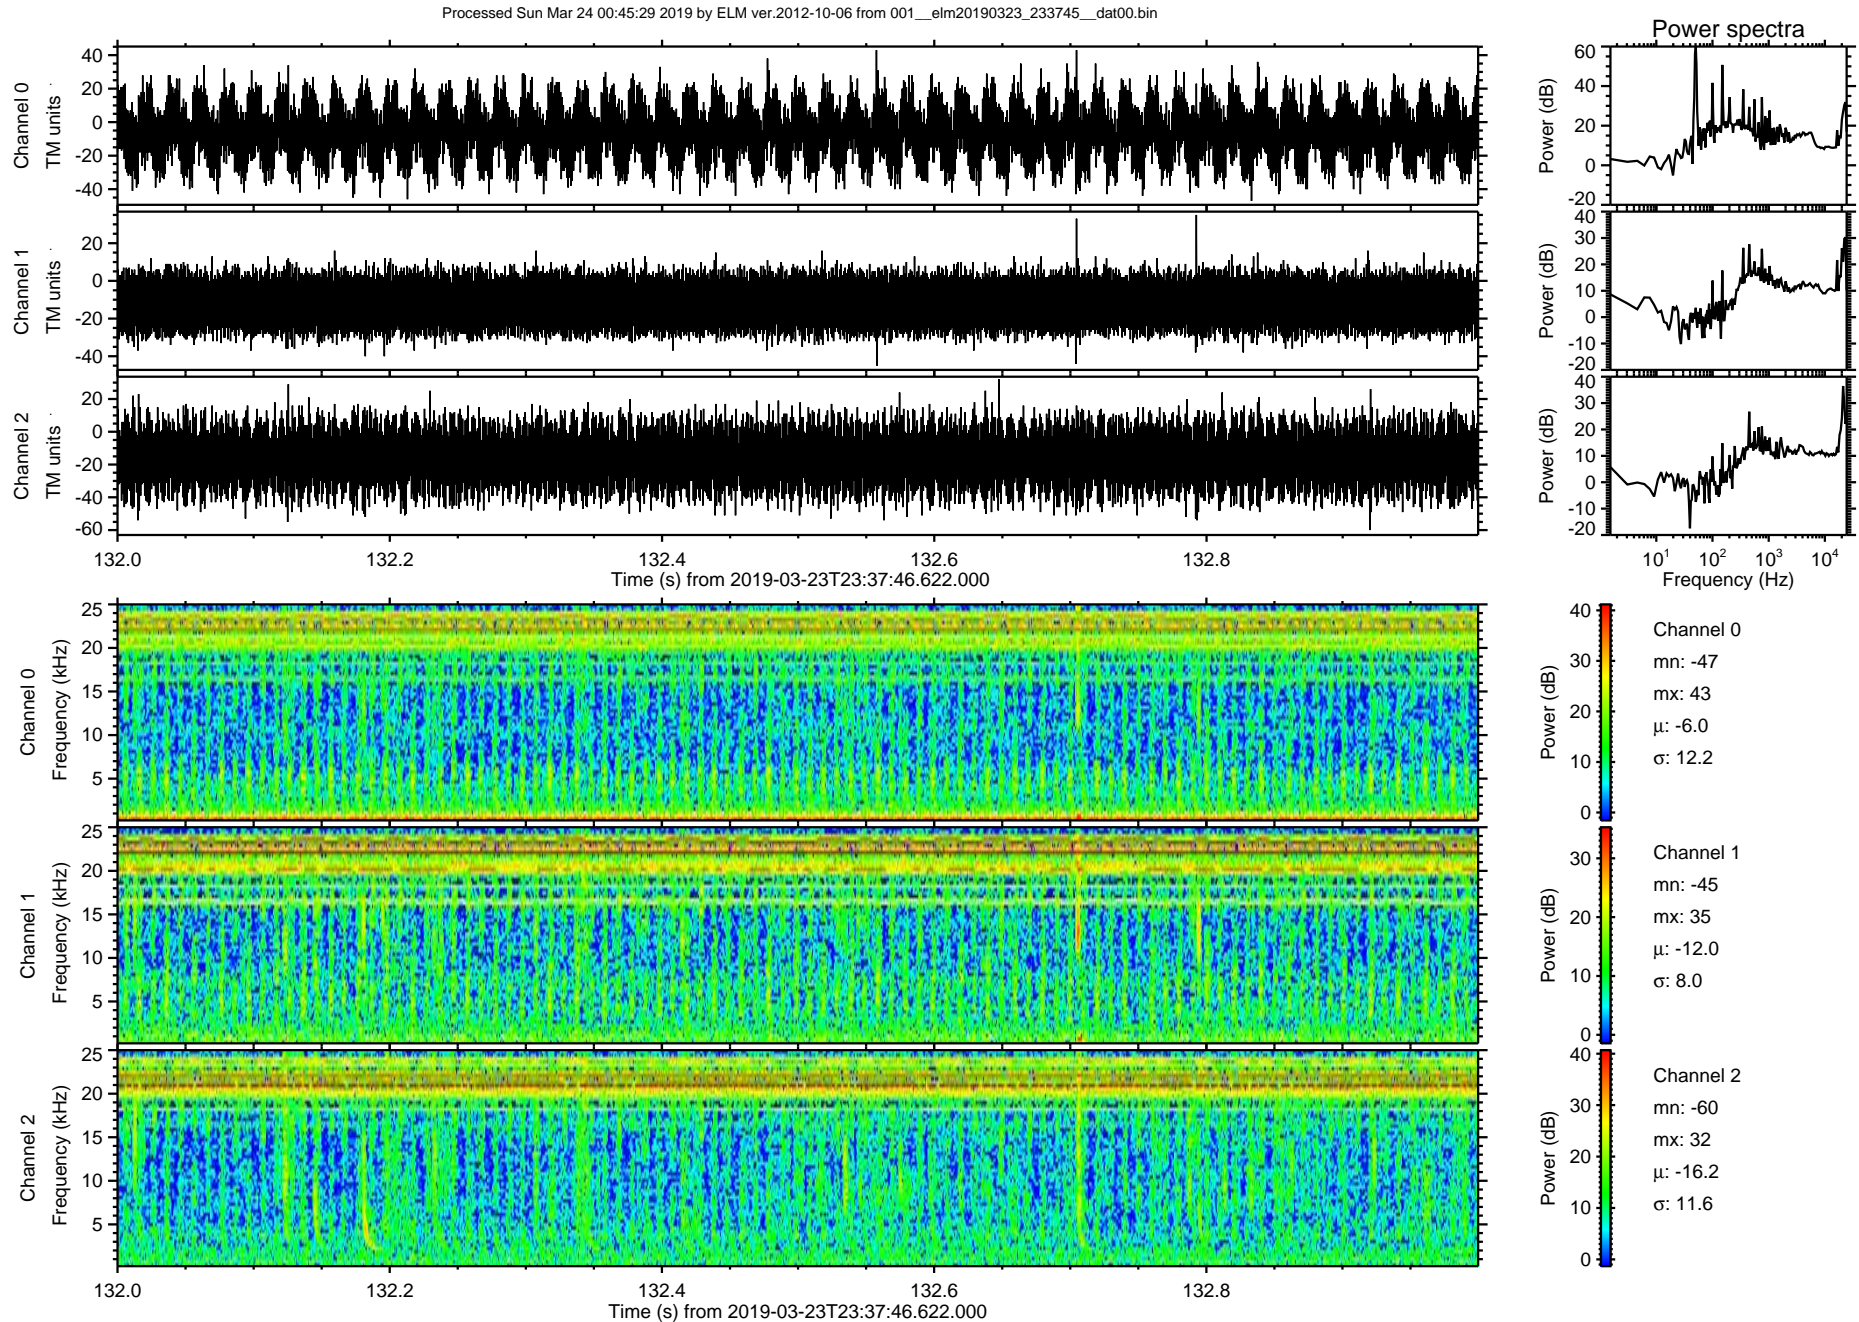 Processed Sun Mar 24 00:45:29 2019 by ELM ver.2012-10-06 from 001__elm20190323_233745__dat00.bin
Power spectra
Channel 0
TM units
40
20
0
-20
-40
Power (dB)
60
40
20
0
-20
Channel 1
TM units
20
0
-20
-40
Power (dB)
40
30
20
10
0
-10
-20
Channel 2
TM units
20
0
-20
-40
-60
Power (dB)
40
30
20
10
0
-10
-20
132.0
132.2
132.4
132.6
132.8
Time (s) from 2019-03-23T23:37:46.622.000
10¹
10²
10³
10⁴
Frequency (Hz)
Channel 0
Frequency (kHz)
25
20
15
10
5
Power (dB)
40
30
20
10
0
Channel 0
mn: -47
mx: 43
μ: -6.0
σ: 12.2
Channel 1
Frequency (kHz)
25
20
15
10
5
Power (dB)
30
20
10
0
Channel 1
mn: -45
mx: 35
μ: -12.0
σ: 8.0
Channel 2
Frequency (kHz)
25
20
15
10
5
Power (dB)
40
30
20
10
0
Channel 2
mn: -60
mx: 32
μ: -16.2
σ: 11.6
132.0
132.2
132.4
132.6
132.8
Time (s) from 2019-03-23T23:37:46.622.000